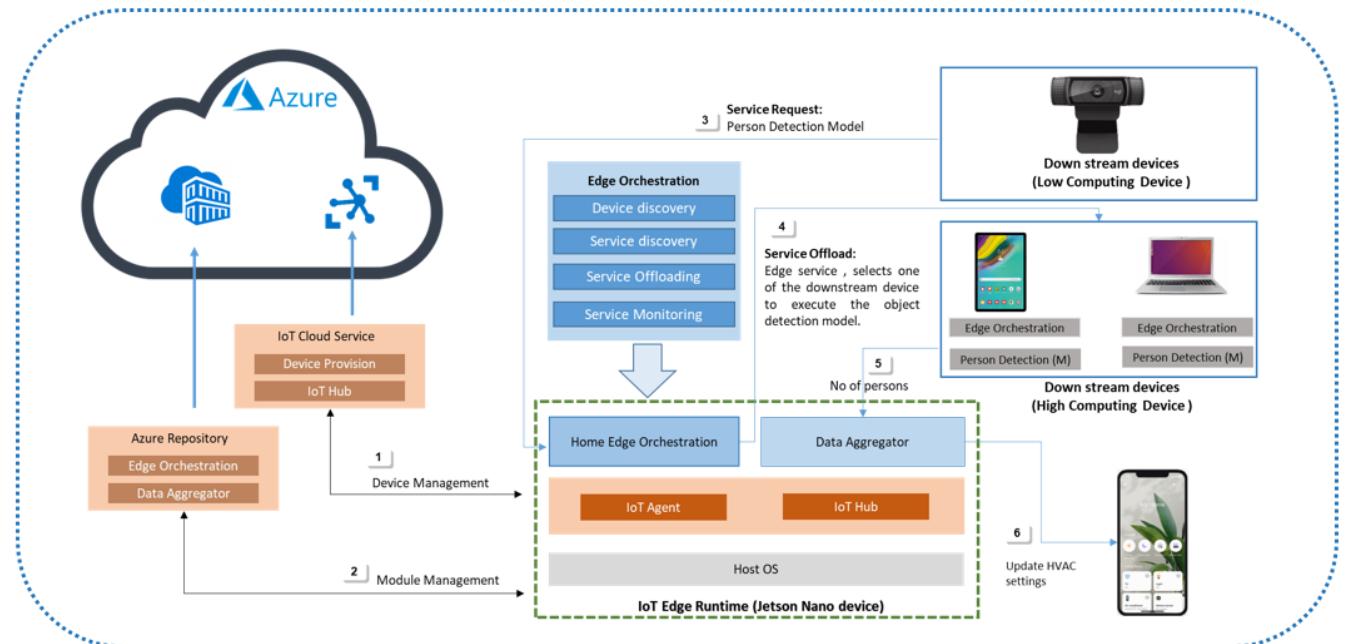 Azure
3
Service Request:
Person Detection Model
Down stream devices
(Low Computing Device )
Edge Orchestration
Device discovery
Service discovery
Service Offloading
Service Monitoring
4
Service Offload:
Edge service , selects one
of the downstream device
to execute the object
detection model.
Edge Orchestration
Person Detection (M)
Edge Orchestration
Person Detection (M)
Down stream devices
(High Computing Device )
5
No of persons
IoT Cloud Service
Device Provision
IoT Hub
Azure Repository
Edge Orchestration
Data Aggregator
1
Device Management
2
Module Management
Home Edge Orchestration
Data Aggregator
IoT Agent
IoT Hub
Host OS
IoT Edge Runtime (Jetson Nano device)
6
Update HVAC
settings